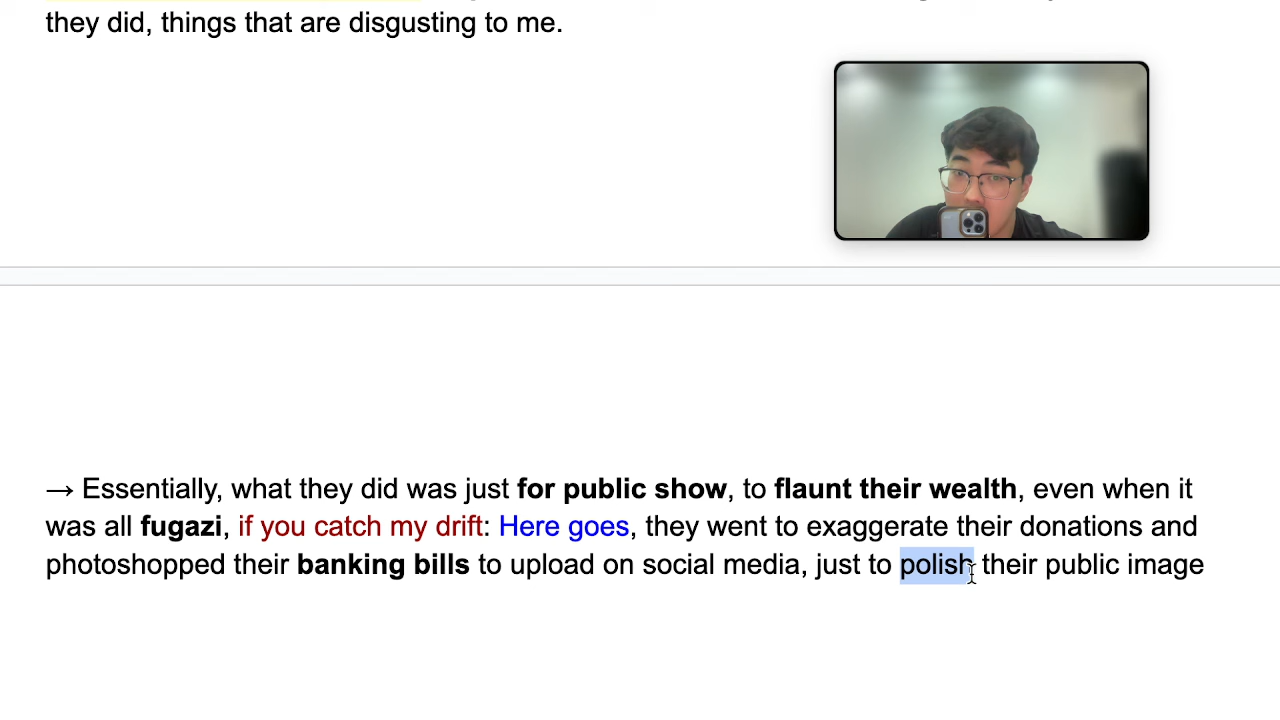 they did, things that are disgusting to me.
→ Essentially, what they did was just for public show, to flaunt their wealth, even when it
was all fugazi, if you catch my drift: Here goes, they went to exaggerate their donations and
photoshopped their banking bills to upload on social media, just to polish their public image